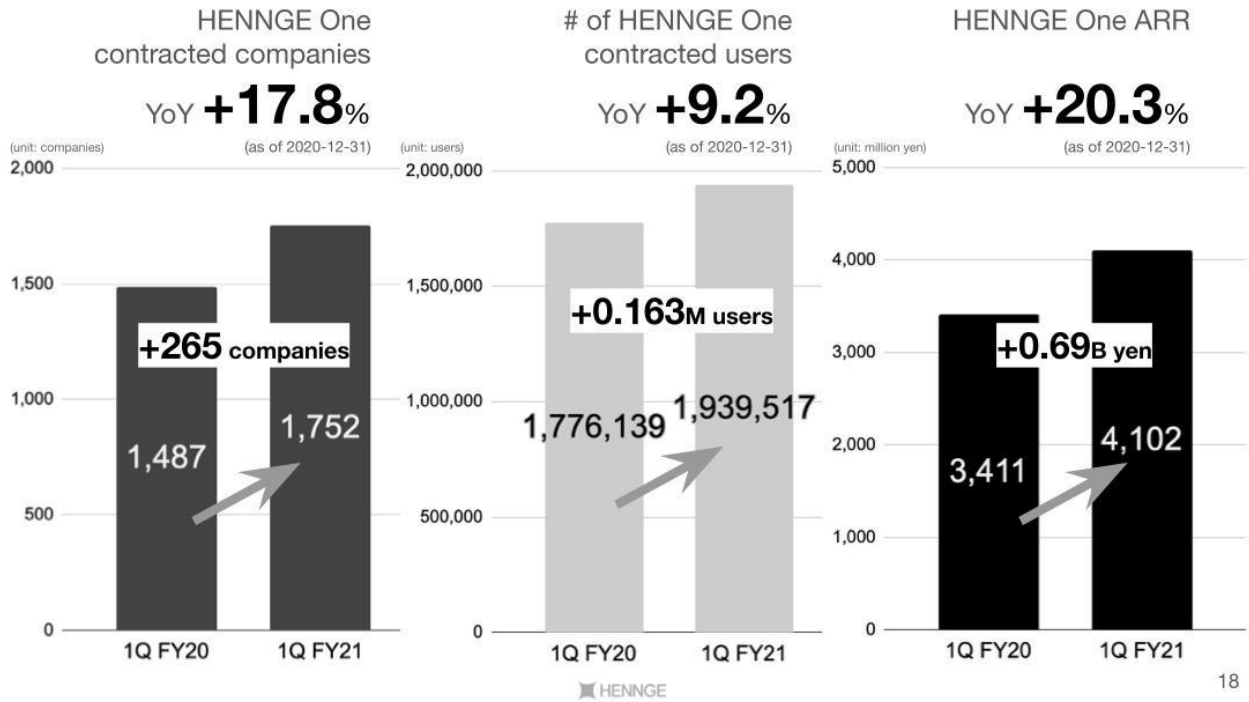 HENNGE One
contracted companies
YoY +17.8%
(unit: companies)
(as of 2020-12-31)
2,000
1,500
1,000
500
0
+265 companies
1,487
1,752
1Q FY20
1Q FY21
# of HENNGE One
contracted users
YoY +9.2%
(unit: users)
(as of 2020-12-31)
2,000,000
1,500,000
1,000,000
500,000
0
+0.163M users
1,776,139
1,939,517
1Q FY20
1Q FY21
HENNGE One ARR
YoY +20.3%
(unit: million yen)
(as of 2020-12-31)
5,000
4,000
3,000
2,000
1,000
0
+0.69B yen
3,411
4,102
1Q FY20
1Q FY21
HENNGE
18